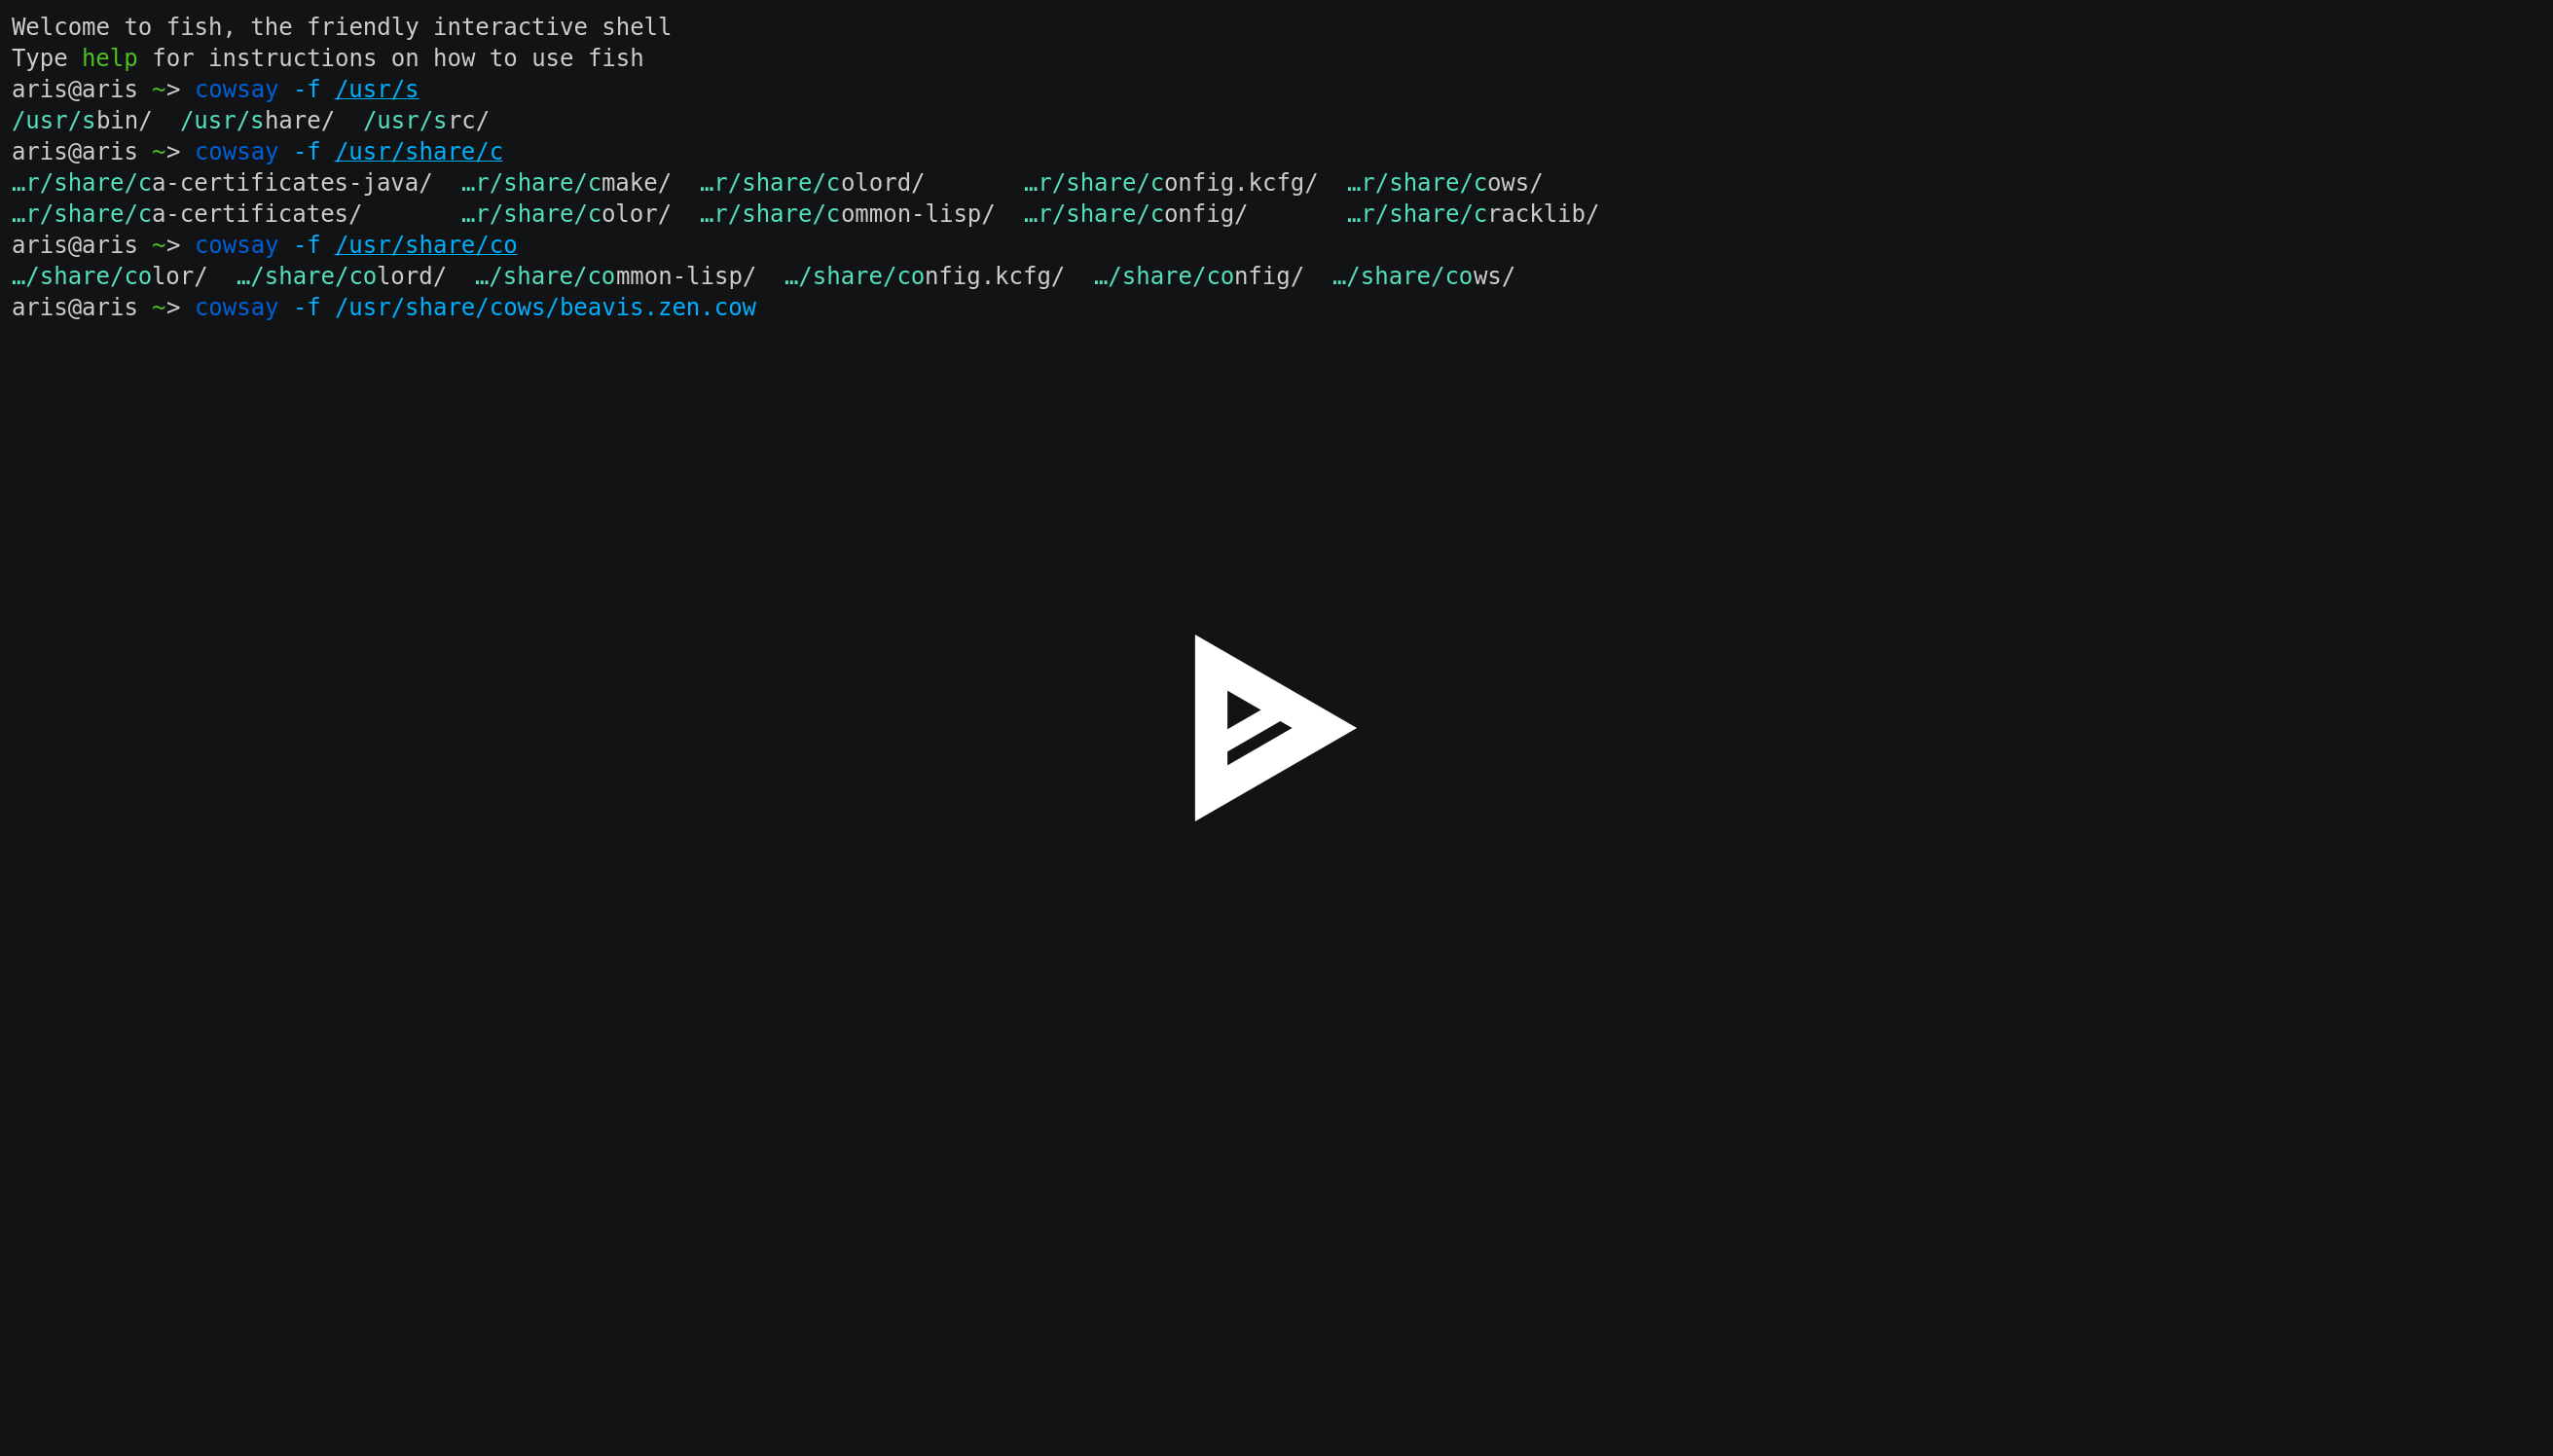 Welcome to fish, the friendly interactive shell
Type help for instructions on how to use fish
aris@aris ~> cowsay -f /usr/s
/usr/sbin/  /usr/share/  /usr/src/
aris@aris ~> cowsay -f /usr/share/c
…r/share/ca-certificates-java/  …r/share/cmake/  …r/share/colord/       …r/share/config.kcfg/  …r/share/cows/
…r/share/ca-certificates/       …r/share/color/  …r/share/common-lisp/  …r/share/config/       …r/share/cracklib/
aris@aris ~> cowsay -f /usr/share/co
…/share/color/  …/share/colord/  …/share/common-lisp/  …/share/config.kcfg/  …/share/config/  …/share/cows/
aris@aris ~> cowsay -f /usr/share/cows/beavis.zen.cow